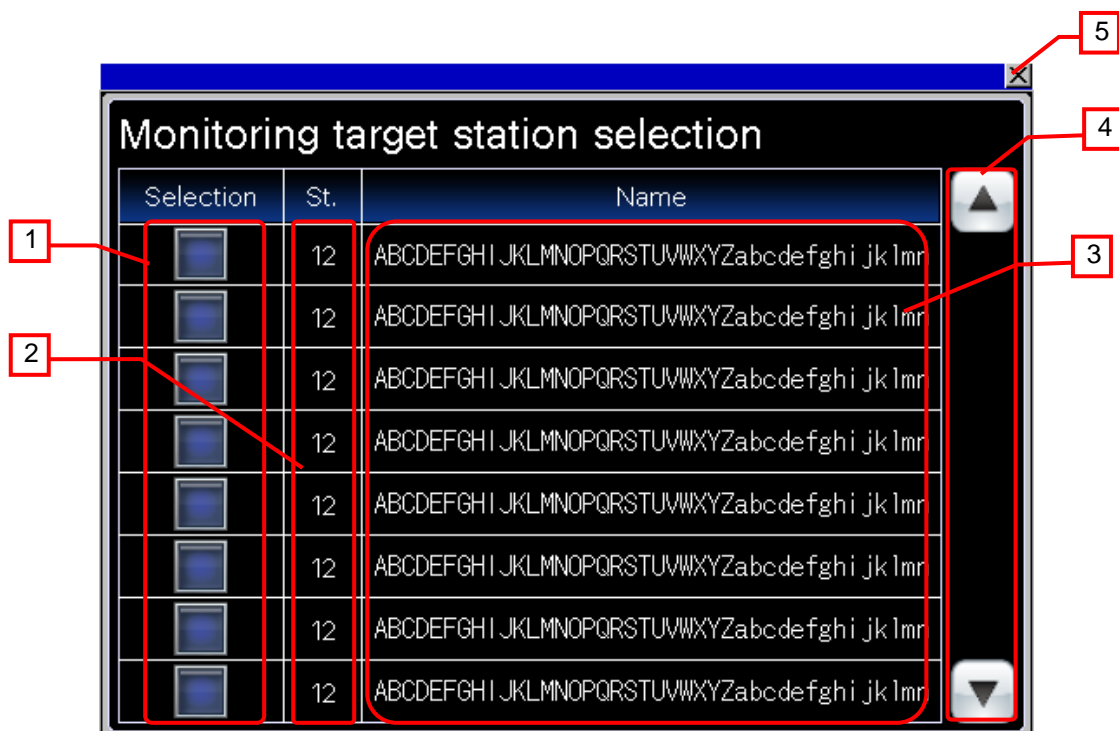 5
4
Monitoring target station selection
Selection St. Name
1
12 ABCDEFGHIJKLMNOPQRSTUVWXYZabcdefghijklmn
3
12 ABCDEFGHIJKLMNOPQRSTUVWXYZabcdefghijklmn
2
12 ABCDEFGHIJKLMNOPQRSTUVWXYZabcdefghijklmn
12 ABCDEFGHIJKLMNOPQRSTUVWXYZabcdefghijklmn
12 ABCDEFGHIJKLMNOPQRSTUVWXYZabcdefghijklmn
12 ABCDEFGHIJKLMNOPQRSTUVWXYZabcdefghijklmn
12 ABCDEFGHIJKLMNOPQRSTUVWXYZabcdefghijklmn
12 ABCDEFGHIJKLMNOPQRSTUVWXYZabcdefghijklmn